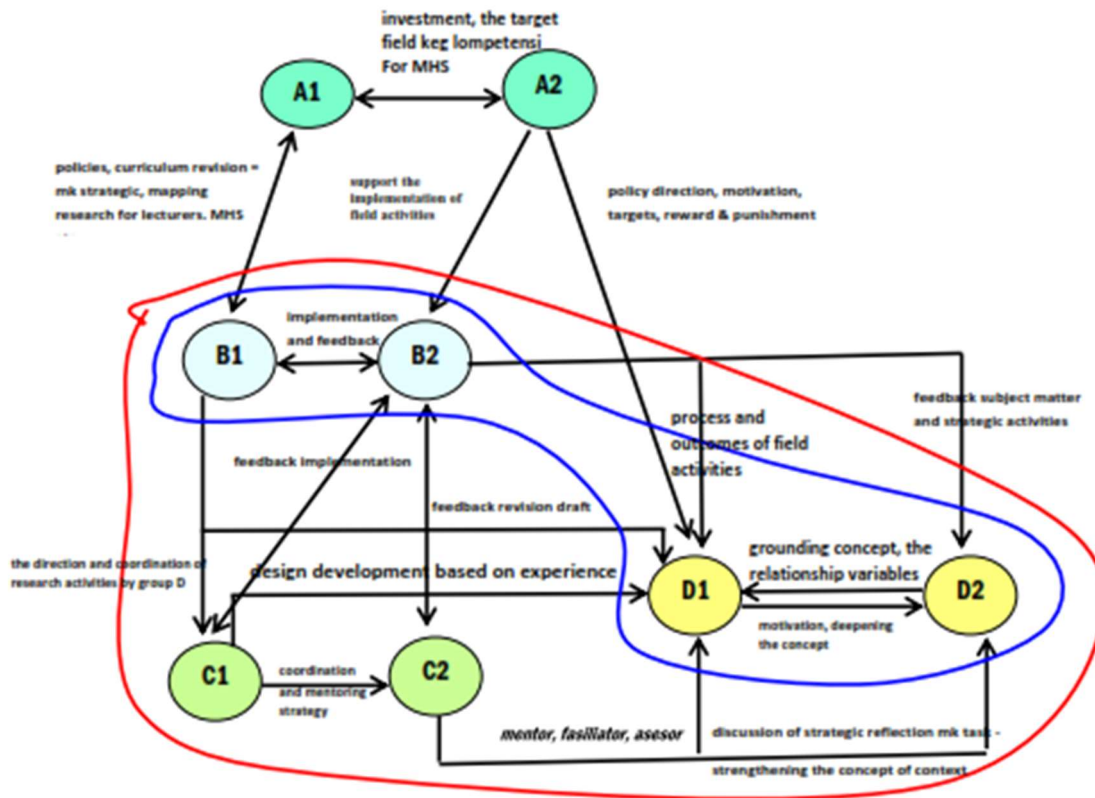 investment, the target
field keg lompetensi
For MHS
A1
A2
policies, curriculum revision =
mk strategic, mapping
research for lecturers. MHS
support the
implementation of
field activities
policy direction, motivation,
targets, reward & punishment
B1
implementation
and feedback
B2
feedback subject matter
and strategic activities
process and
outcomes of field
activities
feedback implementation
feedback revision draft
the direction and coordination of
research activities by group D
design development based on experience
grounding concept, the
relationship variables
D1
D2
motivation, deepening
the concept
C1
coordination
and mentoring
strategy
C2
mentor, fasiliator, asesor
discussion of strategic reflection mk task -
strengthening the concept of context